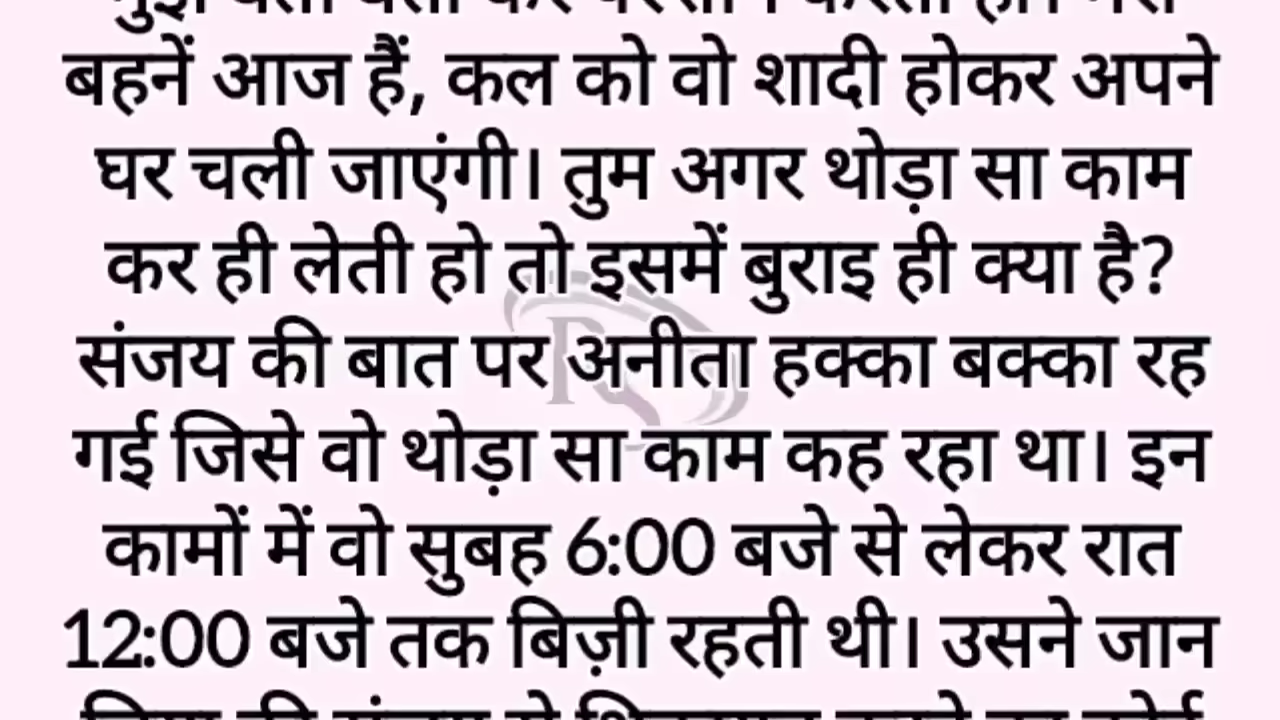 बहनें आज हैं, कल को वो शादी होकर अपने
घर चली जाएंगी। तुम अगर थोड़ा सा काम
कर ही लेती हो तो इसमें बुराइ ही क्या है?
संजय की बात पर अनीता हक्का बक्का रह
गई जिसे वो थोड़ा सा काम कह रहा था। इन
कामों में वो सुबह 6:00 बजे से लेकर रात
12:00 बजे तक बिज़ी रहती थी। उसने जान